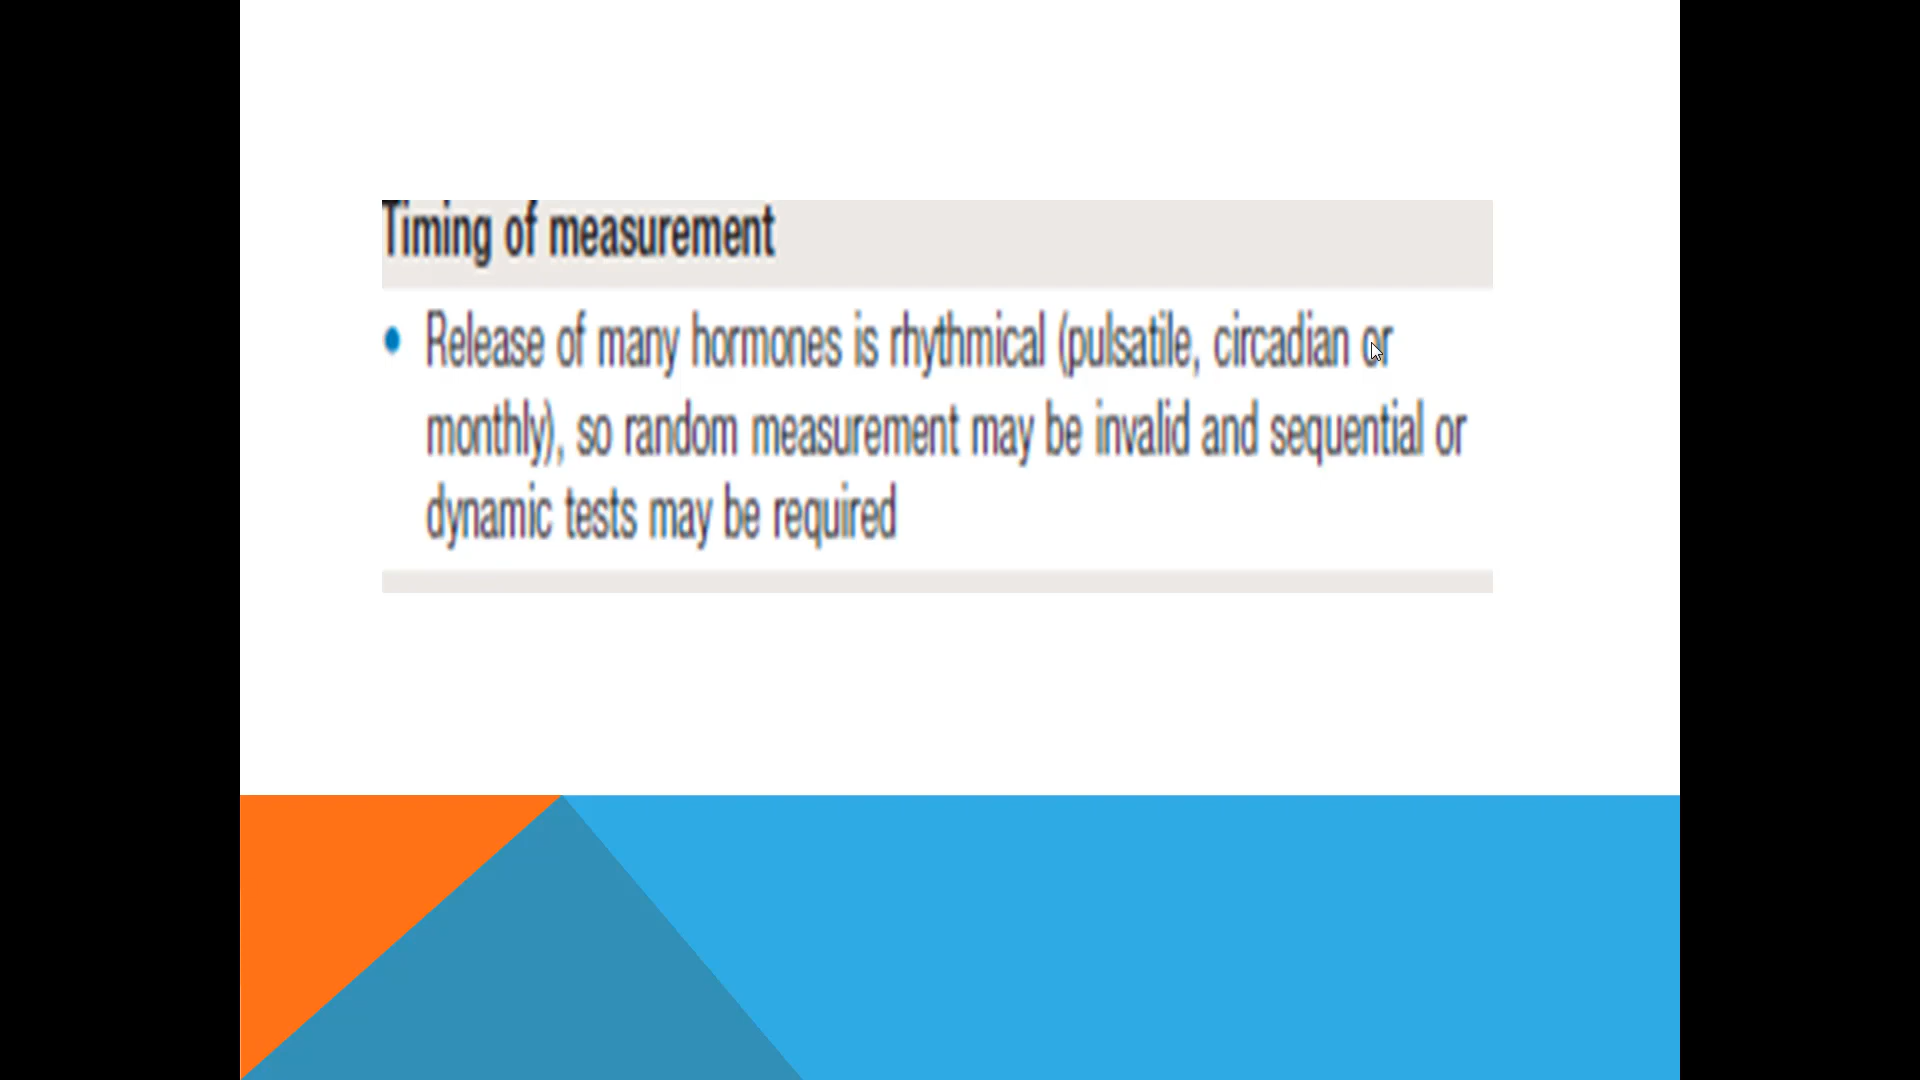 Timing of measurement
• Release of many hormones is rhythmical (pulsatile, circadian or
monthly), so random measurement may be invalid and sequential or
dynamic tests may be required